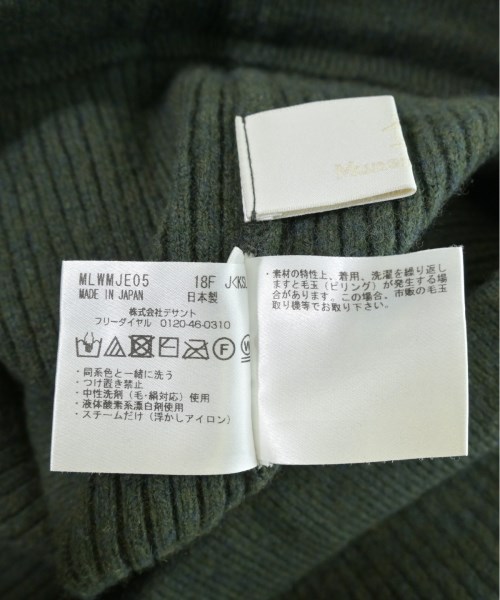 MLWMJE05 18F
MADE IN JAPAN 日本製
株式会社デサント
フリーダイヤル 0120-46-0310
・同系色と一緒に洗う
・つけ置き禁止
・中性洗剤(毛・絹対応)使用
・液体酸素系漂白剤使用
・スチームだけ(浮かしアイロン)
・素材の特性上、着用、洗濯を繰り返し
ますと毛玉(ピリング)が発生する場
合があります。この場合、市販の毛玉
取り機等でお取り下さい。